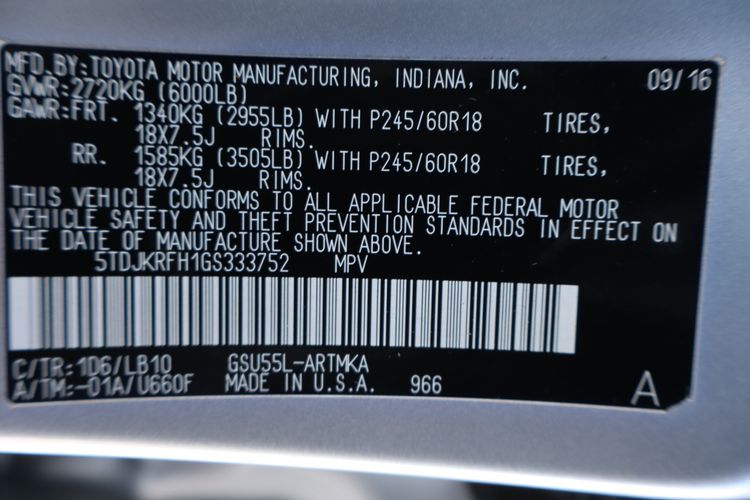 MFD. BY:TOYOTA MOTOR MANUFACTURING, INDIANA, INC. 09/16
GVWR:2720KG (6000LB)
GAWR:FRT. 1340KG (2955LB) WITH P245/60R18 TIRES,
18X7.5J RIMS.
RR. 1585KG (3505LB) WITH P245/60R18 TIRES,
18X7.5J RIMS.
THIS VEHICLE CONFORMS TO ALL APPLICABLE FEDERAL MOTOR
VEHICLE SAFETY AND THEFT PREVENTION STANDARDS IN EFFECT ON
THE DATE OF MANUFACTURE SHOWN ABOVE.
5TDJKRFH1GS333752 MPV
C/TR:1D6/LB10 GSU55L-ARTMKA
A/TM:-01A/U660F MADE IN U.S.A. 966 A